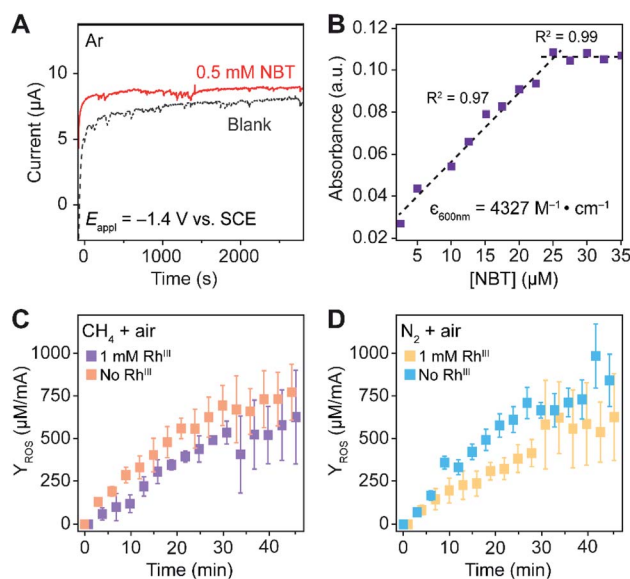 A
Ar
0.5 mM NBT
Blank
E appl = –1.4 V vs. SCE
Current (µA)
10
5
0
0
1000
2000
Time (s)
B
R² = 0.99
R² = 0.97
ϵ600nm = 4327 M⁻¹ • cm⁻¹
Absorbance (a.u.)
0.12
0.10
0.08
0.06
0.04
0.02
5
10
15
20
25
30
35
[NBT] (µM)
C
CH₄ + air
1 mM Rhᴵᴵᴵ
No Rhᴵᴵᴵ
Y ROS (µM/mA)
1000
750
500
250
0
0
10
20
30
40
Time (min)
D
N₂ + air
1 mM Rhᴵᴵᴵ
No Rhᴵᴵᴵ
Y ROS (µM/mA)
1000
750
500
250
0
0
10
20
30
40
Time (min)